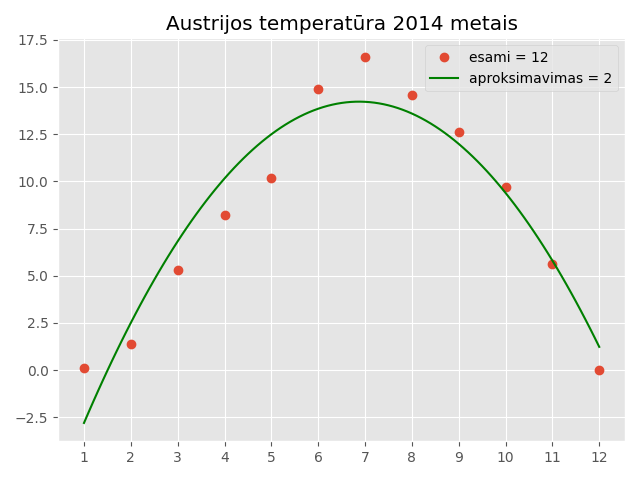 Austrijos temperatūra 2014 metais
17.5
15.0
12.5
10.0
7.5
5.0
2.5
0.0
−2.5
esami = 12
aproksimavimas = 2
1 2 3 4 5 6 7 8 9 10 11 12